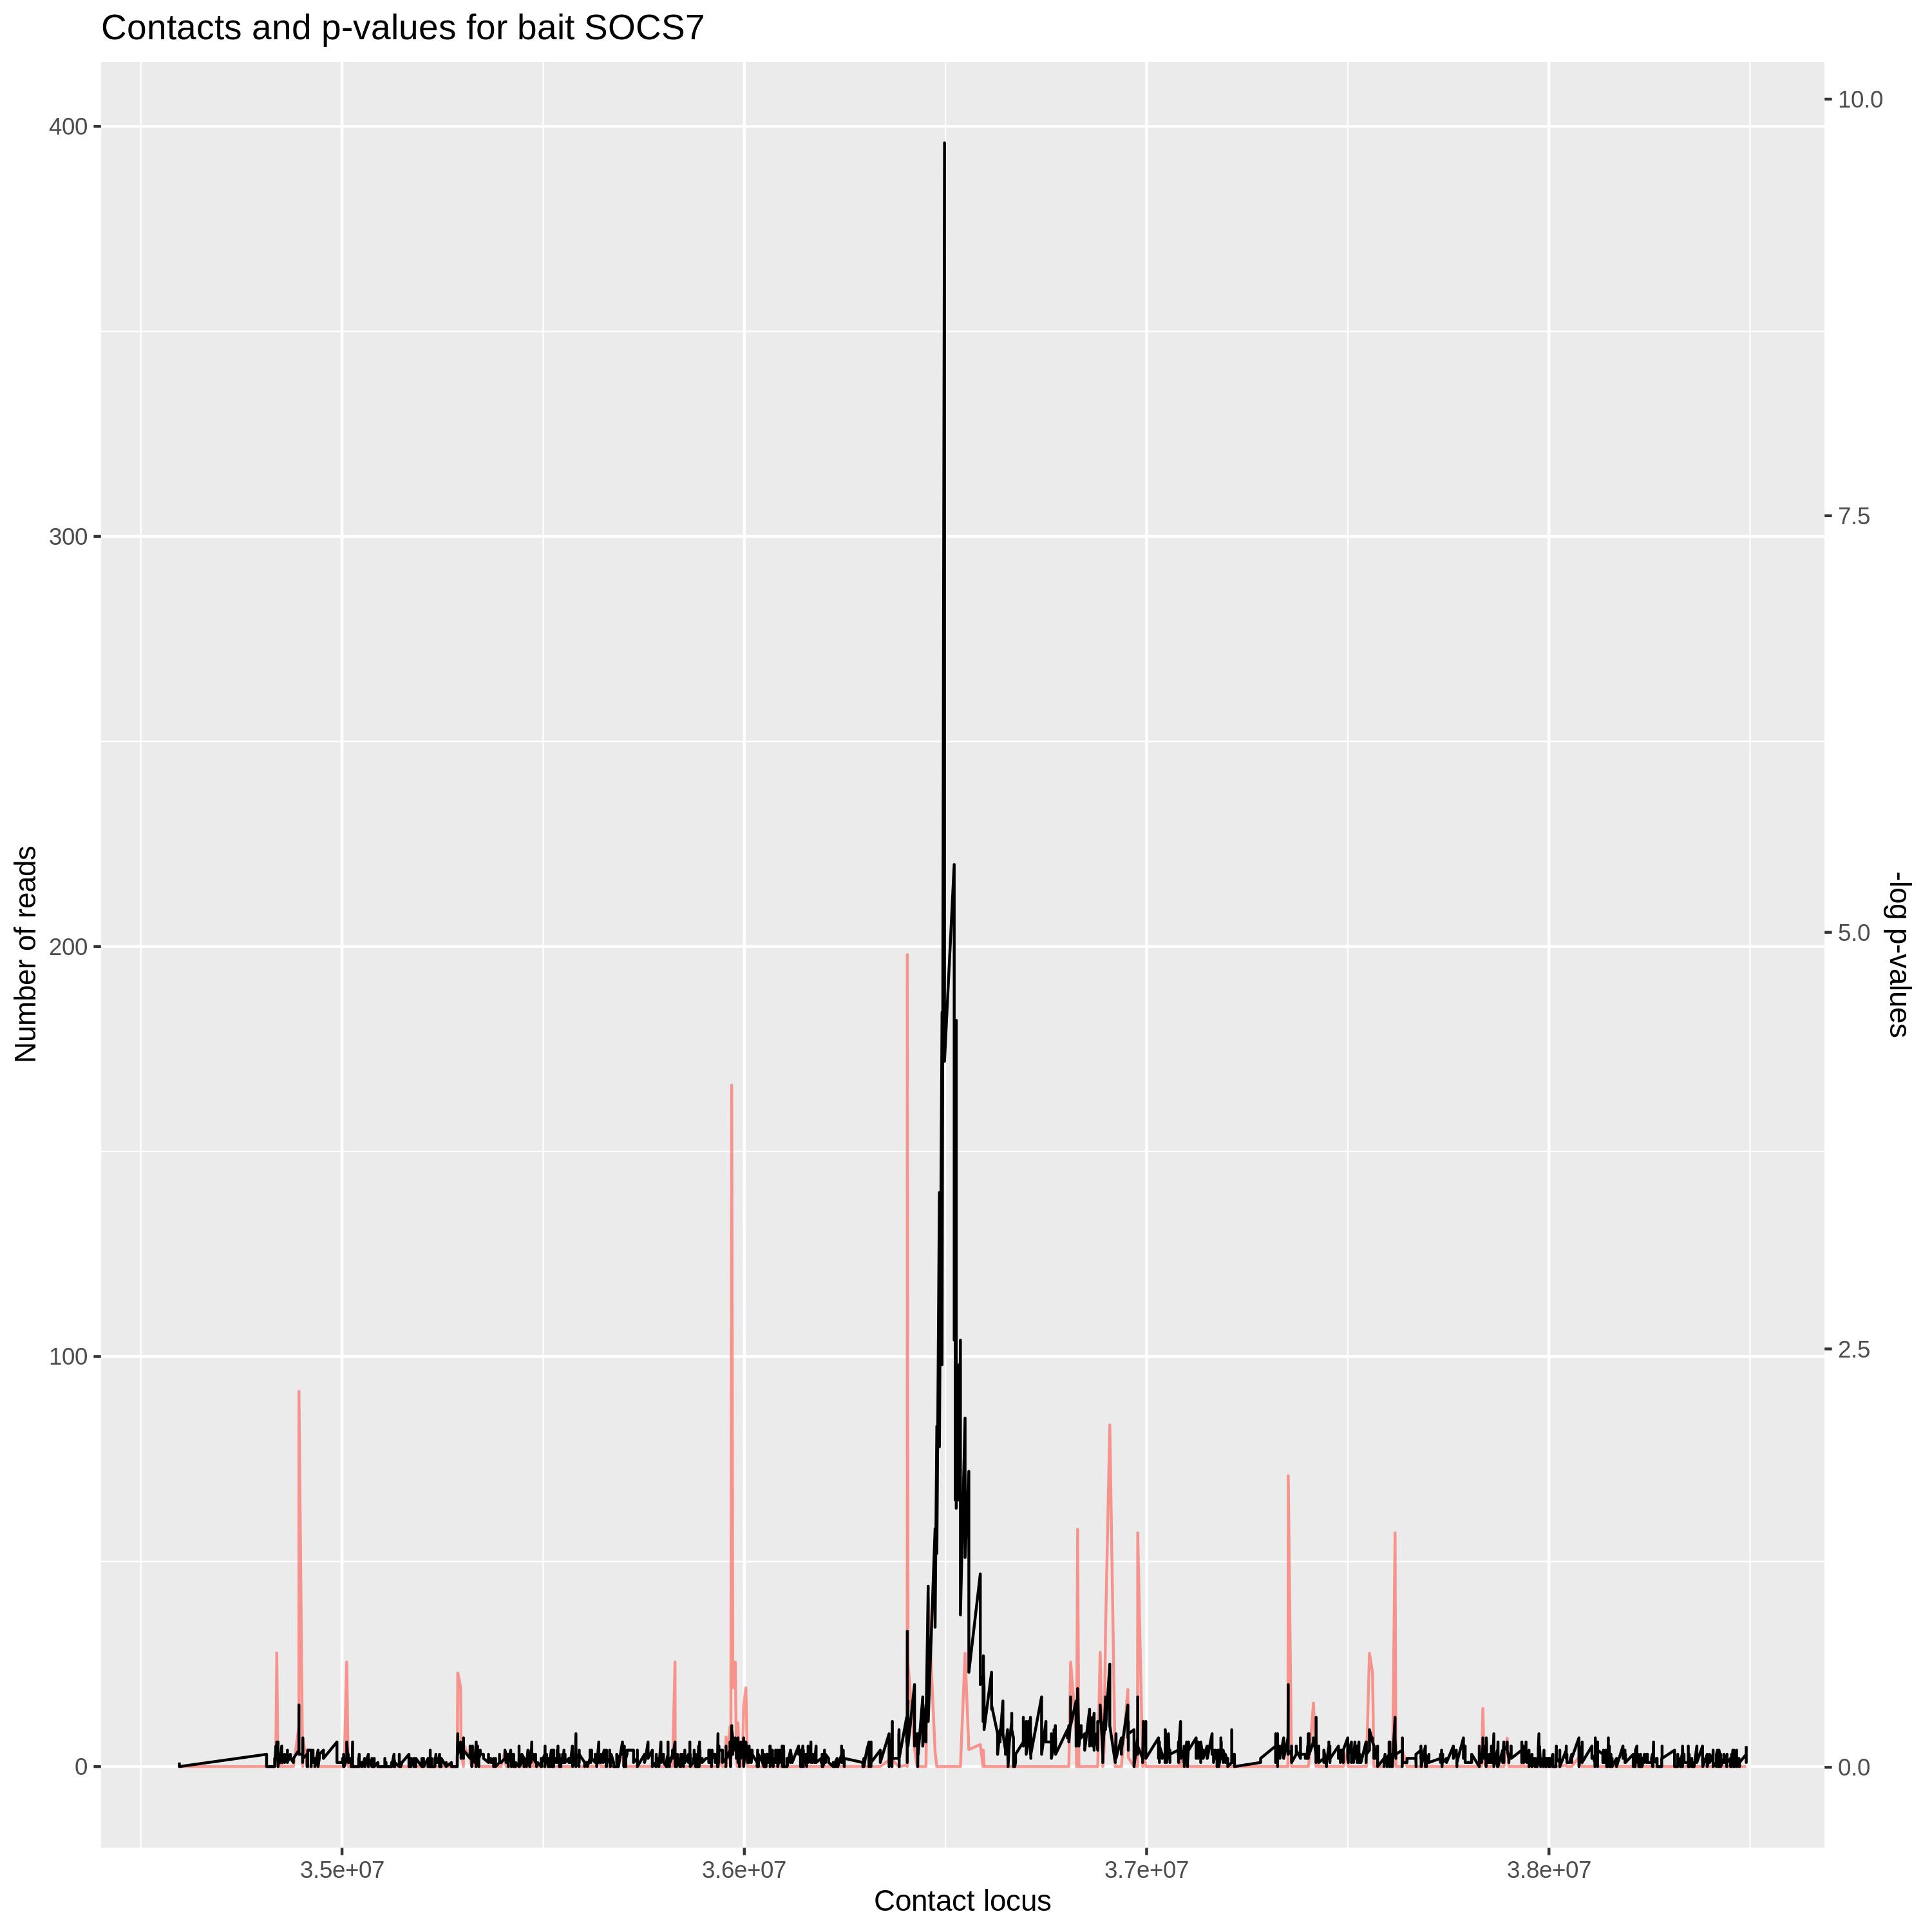 Contacts and p-values for bait SOCS7
400
300
200
100
0
Number of reads
10.0
7.5
5.0
2.5
0.0
-log p-values
3.5e+07
3.6e+07
3.7e+07
3.8e+07
Contact locus